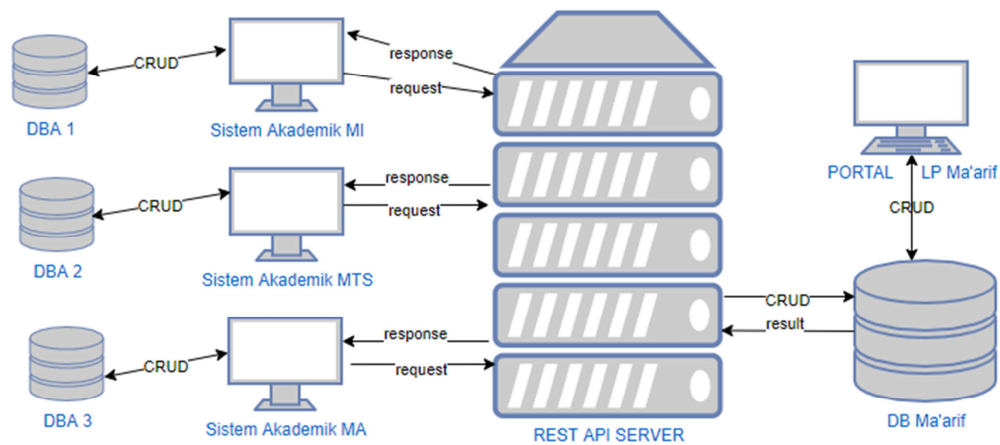 CRUD
response
request
DBA 1
Sistem Akademik MI
CRUD
response
request
DBA 2
Sistem Akademik MTS
CRUD
response
request
DBA 3
Sistem Akademik MA
REST API SERVER
PORTAL LP Ma'arif
CRUD
CRUD
result
DB Ma'arif